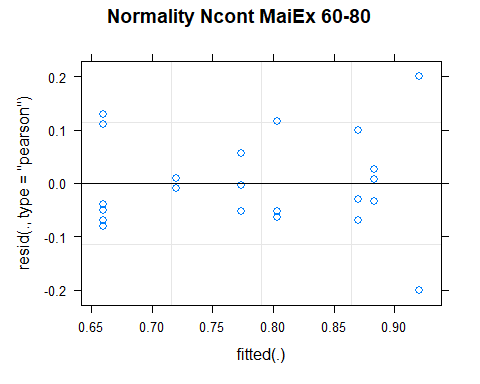 Normality Ncont MaiEx 60-80
resid(., type = "pearson")
0.2
0.1
0.0
-0.1
-0.2
0.65 0.70 0.75 0.80 0.85 0.90
fitted(.)